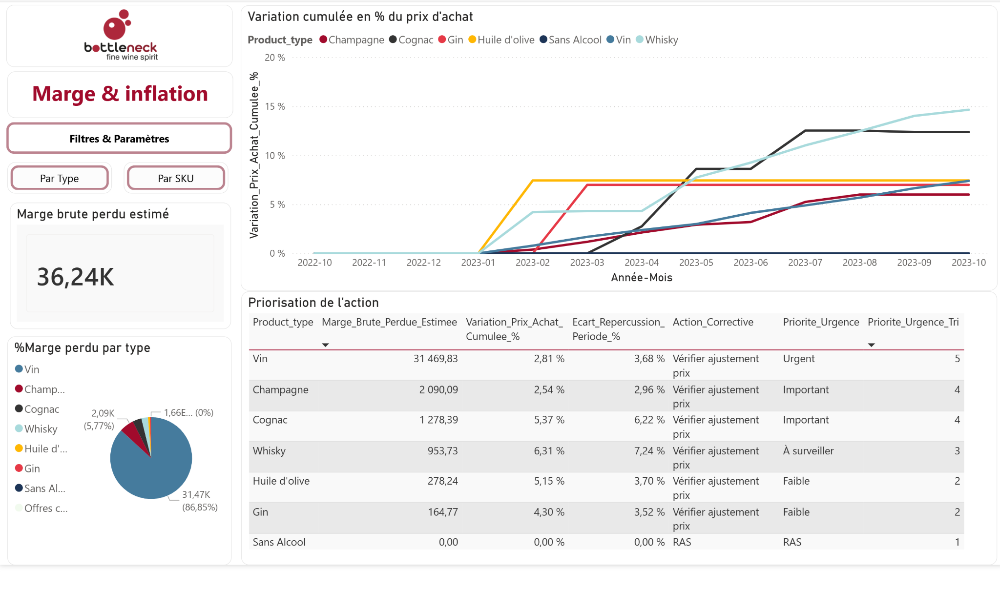 bottleneck
fine wine spirit
Marge & inflation
Filtres & Paramètres
Par Type
Par SKU
Marge brute perdu estimé
36,24K
%Marge perdu par type
Vin
Champ...
Cognac
Whisky
Huile d'...
Gin
Sans Al...
Offres c...
2,09K
(5,77%)
1,66E... (0%)
31,47K
(86,85%)
Variation cumulée en % du prix d'achat
Product_type Champagne Cognac Gin Huile d'olive Sans Alcool Vin Whisky
Variation_Prix_Achat_Cumulee_%
20 %
15 %
10 %
5 %
0 %
2022-10 2022-11 2022-12 2023-01 2023-02 2023-03 2023-04 2023-05 2023-06 2023-07 2023-08 2023-09 2023-10
Année-Mois
Priorisation de l'action
Product_type Marge_Brute_Perdue_Estimee Variation_Prix_Achat_ Ecart_Repercussion_ Action_Corrective Priorite_Urgence Priorite_Urgence_Tri
Cumulee_% Periode_%
Vin 31 469,83 2,81 % 3,68 % Vérifier ajustement Urgent 5
prix
Champagne 2 090,09 2,54 % 2,96 % Vérifier ajustement Important 4
prix
Cognac 1 278,39 5,37 % 6,22 % Vérifier ajustement Important 4
prix
Whisky 953,73 6,31 % 7,24 % Vérifier ajustement À surveiller 3
prix
Huile d'olive 278,24 5,15 % 3,70 % Vérifier ajustement Faible 2
prix
Gin 164,77 4,30 % 3,52 % Vérifier ajustement Faible 2
prix
Sans Alcool 0,00 0,00 % 0,00 % RAS RAS 1